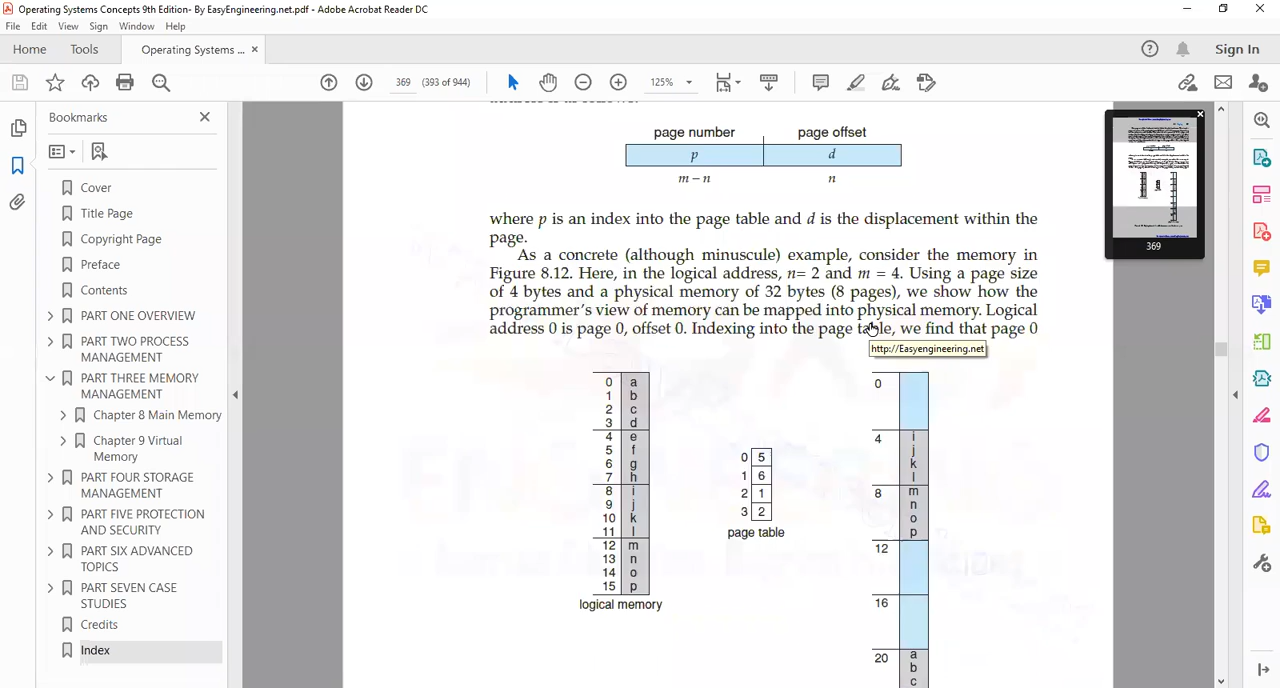 Operating Systems Concepts 9th Edition- By EasyEngineering.net.pdf - Adobe Acrobat Reader DC
File Edit View Sign Window Help
Home Tools Operating Systems ... × Sign In
369 (393 of 944) 125%
Bookmarks
Cover
Title Page
Copyright Page
Preface
Contents
PART ONE OVERVIEW
PART TWO PROCESS
MANAGEMENT
PART THREE MEMORY
MANAGEMENT
Chapter 8 Main Memory
Chapter 9 Virtual
Memory
PART FOUR STORAGE
MANAGEMENT
PART FIVE PROTECTION
AND SECURITY
PART SIX ADVANCED
TOPICS
PART SEVEN CASE
STUDIES
Credits
Index
page number page offset
p d
m – n n
where p is an index into the page table and d is the displacement within the
page.
As a concrete (although minuscule) example, consider the memory in
Figure 8.12. Here, in the logical address, n= 2 and m = 4. Using a page size
of 4 bytes and a physical memory of 32 bytes (8 pages), we show how the
programmer's view of memory can be mapped into physical memory. Logical
address 0 is page 0, offset 0. Indexing into the page table, we find that page 0
http://Easyengineering.net
0 a
1 b
2 c
3 d
4 e
5 f
6 g
7 h
8 i
9 j
10 k
11 l
12 m
13 n
14 o
15 p
logical memory
0 5
1 6
2 1
3 2
page table
0
4 i
j
k
l
8 m
n
o
p
12
16
20 a
b
c
369